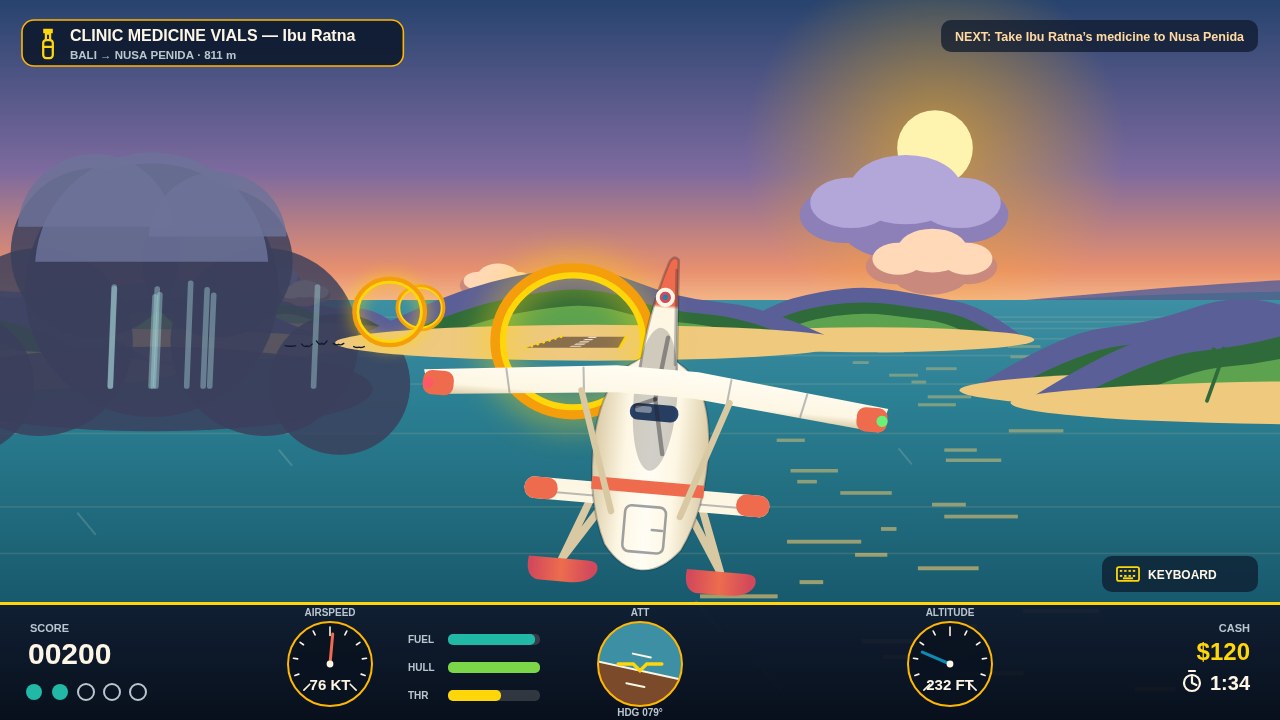 CLINIC MEDICINE VIALS — Ibu Ratna
BALI → NUSA PENIDA · 811 m
NEXT: Take Ibu Ratna's medicine to Nusa Penida
KEYBOARD
SCORE
00200
AIRSPEED
76 KT
FUEL
HULL
THR
ATT
HDG 079°
ALTITUDE
232 FT
CASH
$120
1:34